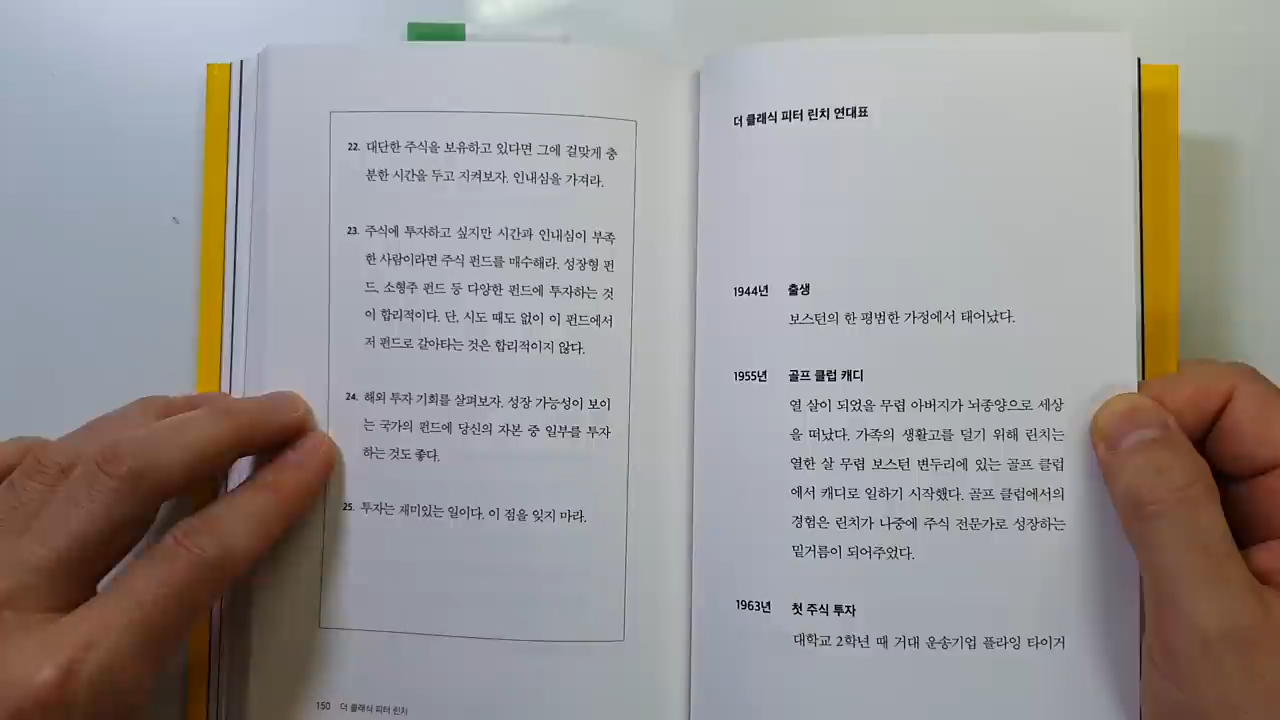 22. 대단한 주식을 보유하고 있다면 그에 걸맞게 충
분한 시간을 두고 지켜보자. 인내심을 가져라.
23. 주식에 투자하고 싶지만 시간과 인내심이 부족
한 사람이라면 주식 펀드를 매수해라. 성장형 펀
드, 소형주 펀드 등 다양한 펀드에 투자하는 것
이 합리적이다. 단, 시도 때도 없이 이 펀드에서
저 펀드로 갈아타는 것은 합리적이지 않다.
24. 해외 투자 기회를 살펴보자. 성장 가능성이 보이
는 국가의 펀드에 당신의 자본 중 일부를 투자
하는 것도 좋다.
25. 투자는 재미있는 일이다. 이 점을 잊지 마라.
150 더 클래식 피터 린치
더 클래식 피터 린치 연대표
1944년 출생
보스턴의 한 평범한 가정에서 태어났다.
1955년 골프 클럽 캐디
열 살이 되었을 무렵 아버지가 뇌종양으로 세상
을 떠났다. 가족의 생활고를 덜기 위해 린치는
열한 살 무렵 보스턴 변두리에 있는 골프 클럽
에서 캐디로 일하기 시작했다. 골프 클럽에서의
경험은 린치가 나중에 주식 전문가로 성장하는
밑거름이 되어주었다.
1963년 첫 주식 투자
대학교 2학년 때 거대 운송기업 플라잉 타이거